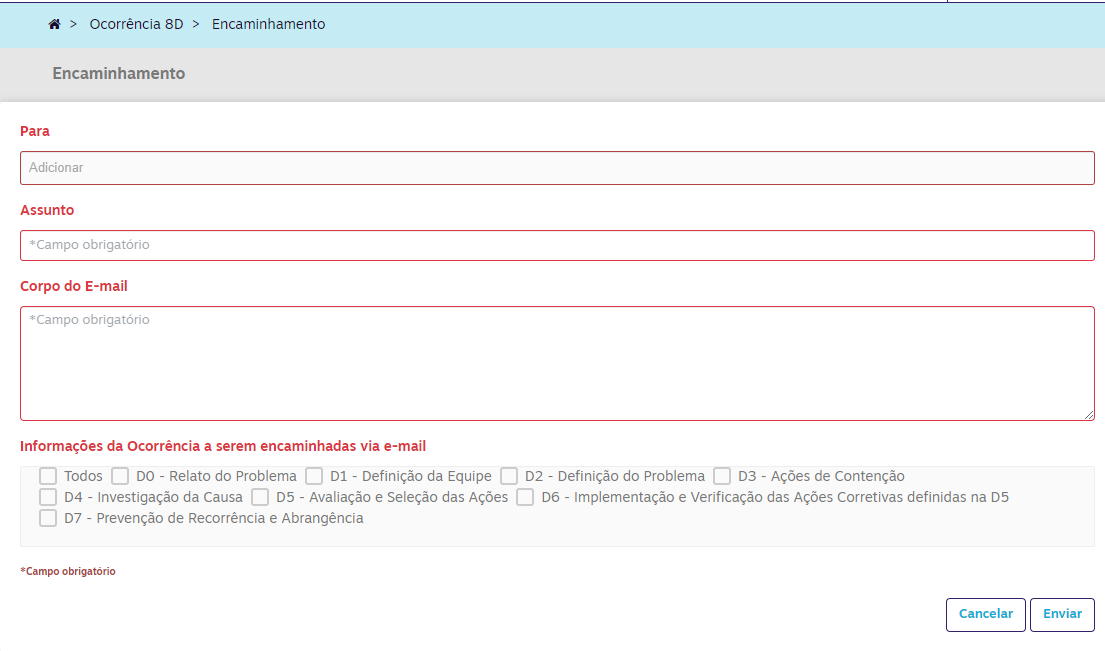 > Ocorrência 8D > Encaminhamento
Encaminhamento
Para
Adicionar
Assunto
*Campo obrigatório
Corpo do E-mail
*Campo obrigatório
Informações da Ocorrência a serem encaminhadas via e-mail
Todos D0 - Relato do Problema D1 - Definição da Equipe D2 - Definição do Problema D3 - Ações de Contenção
D4 - Investigação da Causa D5 - Avaliação e Seleção das Ações D6 - Implementação e Verificação das Ações Corretivas definidas na D5
D7 - Prevenção de Recorrência e Abrangência
*Campo obrigatório
Cancelar Enviar